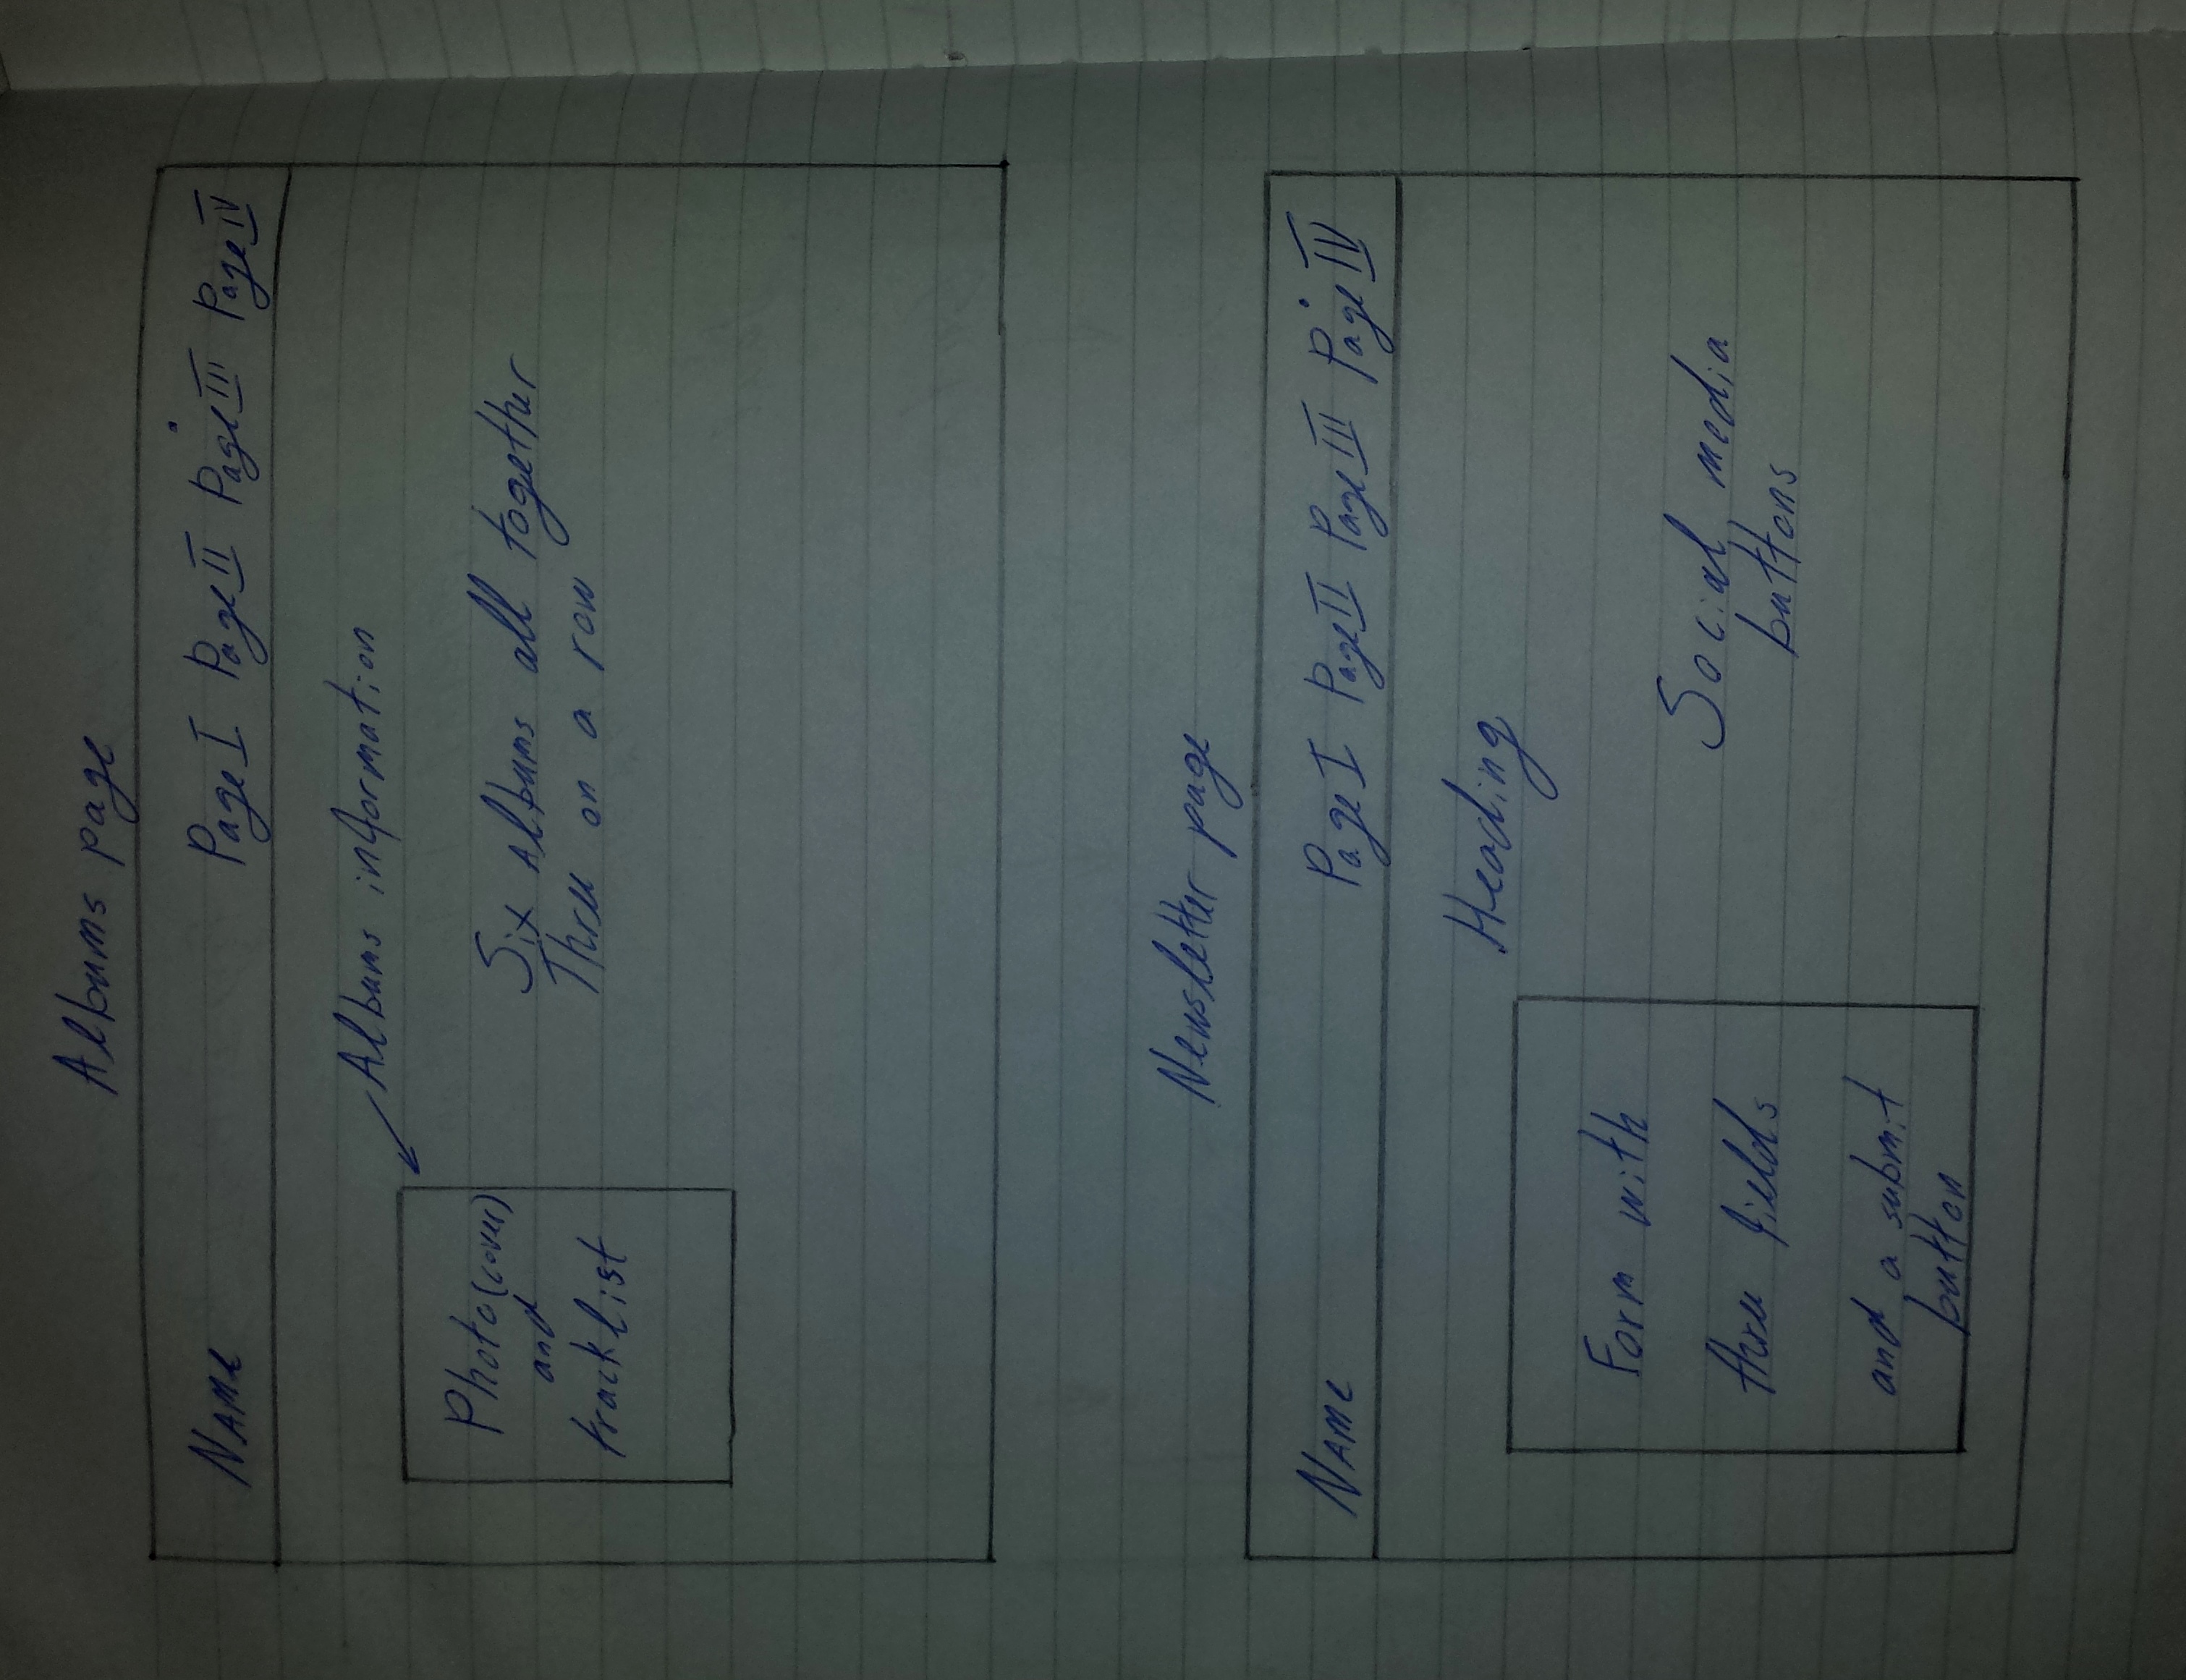 Albums page
Name Page I Page II Page III Page IV
Albums information
Photo (cover)
and
tracklist
Six Albums all together
Three on a row
Newsletter page
Name Page I Page II Page III Page IV
Heading
Form with
three fields
and a submit
button
Social media
buttons